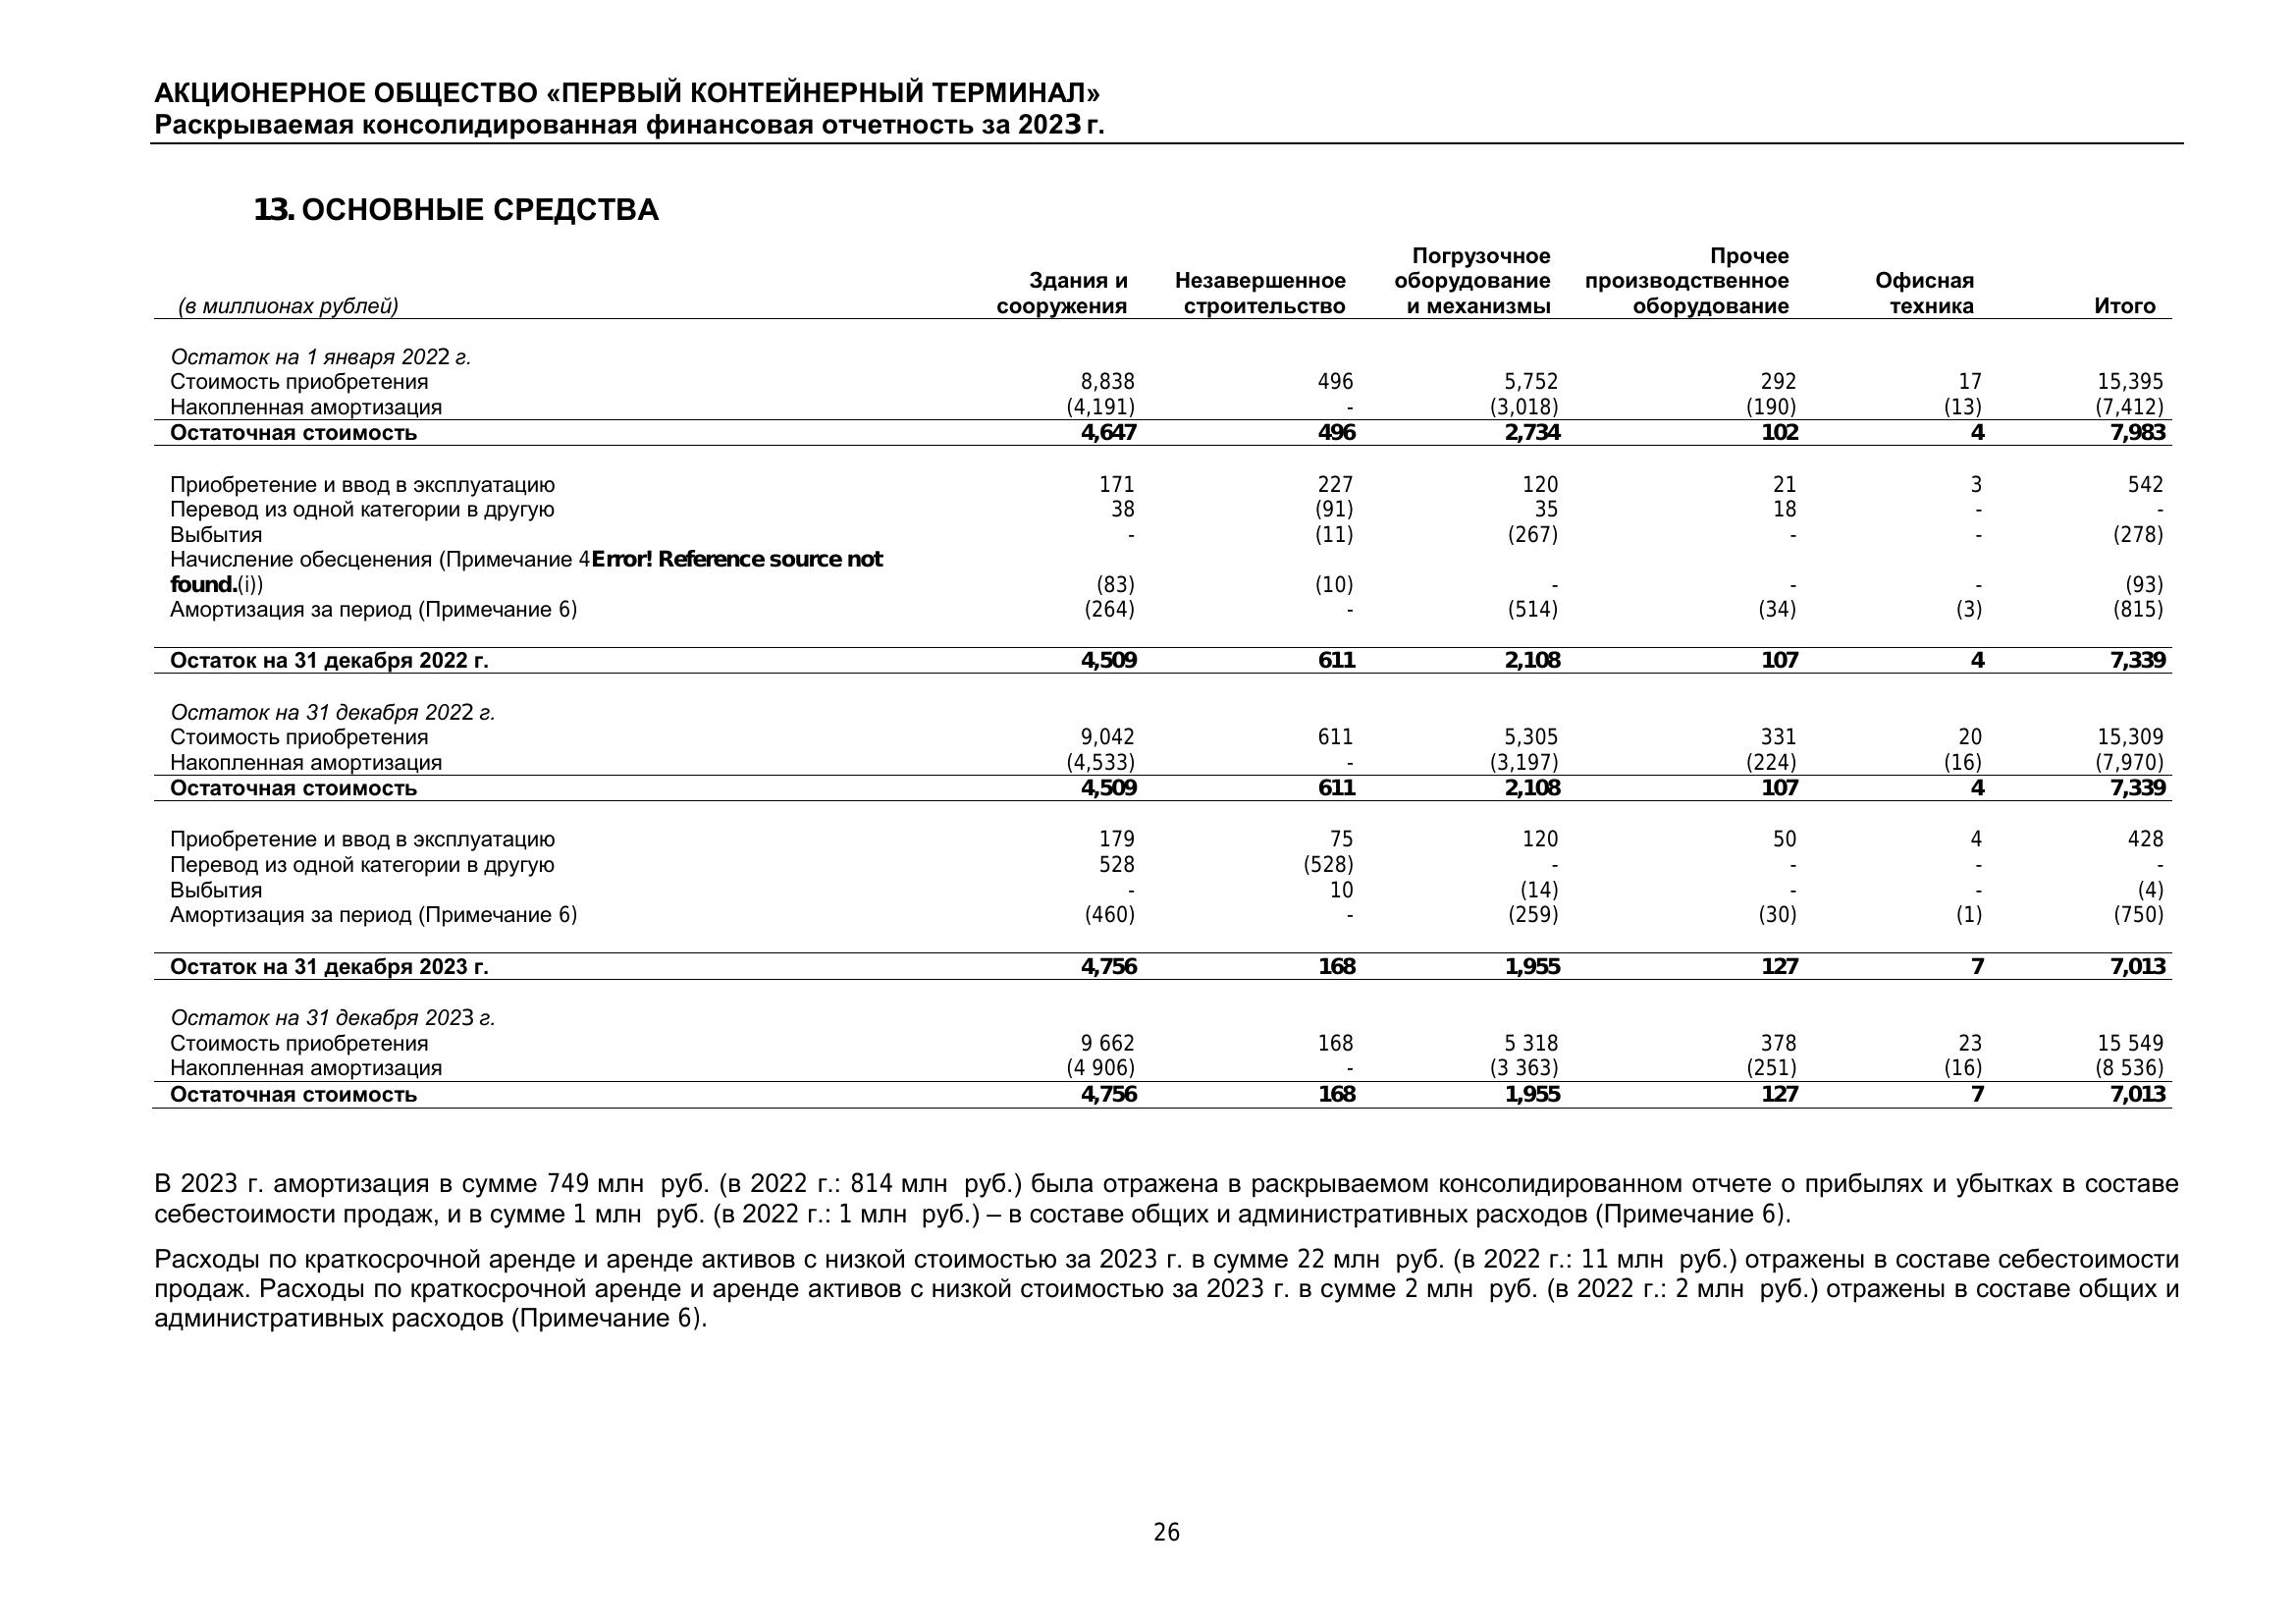 АКЦИОНЕРНОЕ ОБЩЕСТВО «ПЕРВЫЙ КОНТЕЙНЕРНЫЙ ТЕРМИНАЛ»
Раскрываемая консолидированная финансовая отчетность за 2023 г.
13. ОСНОВНЫЕ СРЕДСТВА
(в миллионах рублей) Здания и сооружения Незавершенное строительство Погрузочное оборудование и механизмы Прочее производственное оборудование Офисная техника Итого
Остаток на 1 января 2022 г.
Стоимость приобретения 8,838 496 5,752 292 17 15,395
Накопленная амортизация (4,191) - (3,018) (190) (13) (7,412)
Остаточная стоимость 4,647 496 2,734 102 4 7,983
Приобретение и ввод в эксплуатацию 171 227 120 21 3 542
Перевод из одной категории в другую 38 (91) 35 18 - -
Выбытия - (11) (267) - - (278)
Начисление обесценения (Примечание 4Error! Reference source not
found.(i)) (83) (10) - - - (93)
Амортизация за период (Примечание 6) (264) - (514) (34) (3) (815)
Остаток на 31 декабря 2022 г. 4,509 611 2,108 107 4 7,339
Остаток на 31 декабря 2022 г.
Стоимость приобретения 9,042 611 5,305 331 20 15,309
Накопленная амортизация (4,533) - (3,197) (224) (16) (7,970)
Остаточная стоимость 4,509 611 2,108 107 4 7,339
Приобретение и ввод в эксплуатацию 179 75 120 50 4 428
Перевод из одной категории в другую 528 (528) - - - -
Выбытия - 10 (14) - - (4)
Амортизация за период (Примечание 6) (460) - (259) (30) (1) (750)
Остаток на 31 декабря 2023 г. 4,756 168 1,955 127 7 7,013
Остаток на 31 декабря 2023 г.
Стоимость приобретения 9 662 168 5 318 378 23 15 549
Накопленная амортизация (4 906) - (3 363) (251) (16) (8 536)
Остаточная стоимость 4,756 168 1,955 127 7 7,013
В 2023 г. амортизация в сумме 749 млн руб. (в 2022 г.: 814 млн руб.) была отражена в раскрываемом консолидированном отчете о прибылях и убытках в составе
себестоимости продаж, и в сумме 1 млн руб. (в 2022 г.: 1 млн руб.) – в составе общих и административных расходов (Примечание 6).
Расходы по краткосрочной аренде и аренде активов с низкой стоимостью за 2023 г. в сумме 22 млн руб. (в 2022 г.: 11 млн руб.) отражены в составе себестоимости
продаж. Расходы по краткосрочной аренде и аренде активов с низкой стоимостью за 2023 г. в сумме 2 млн руб. (в 2022 г.: 2 млн руб.) отражены в составе общих и
административных расходов (Примечание 6).
26